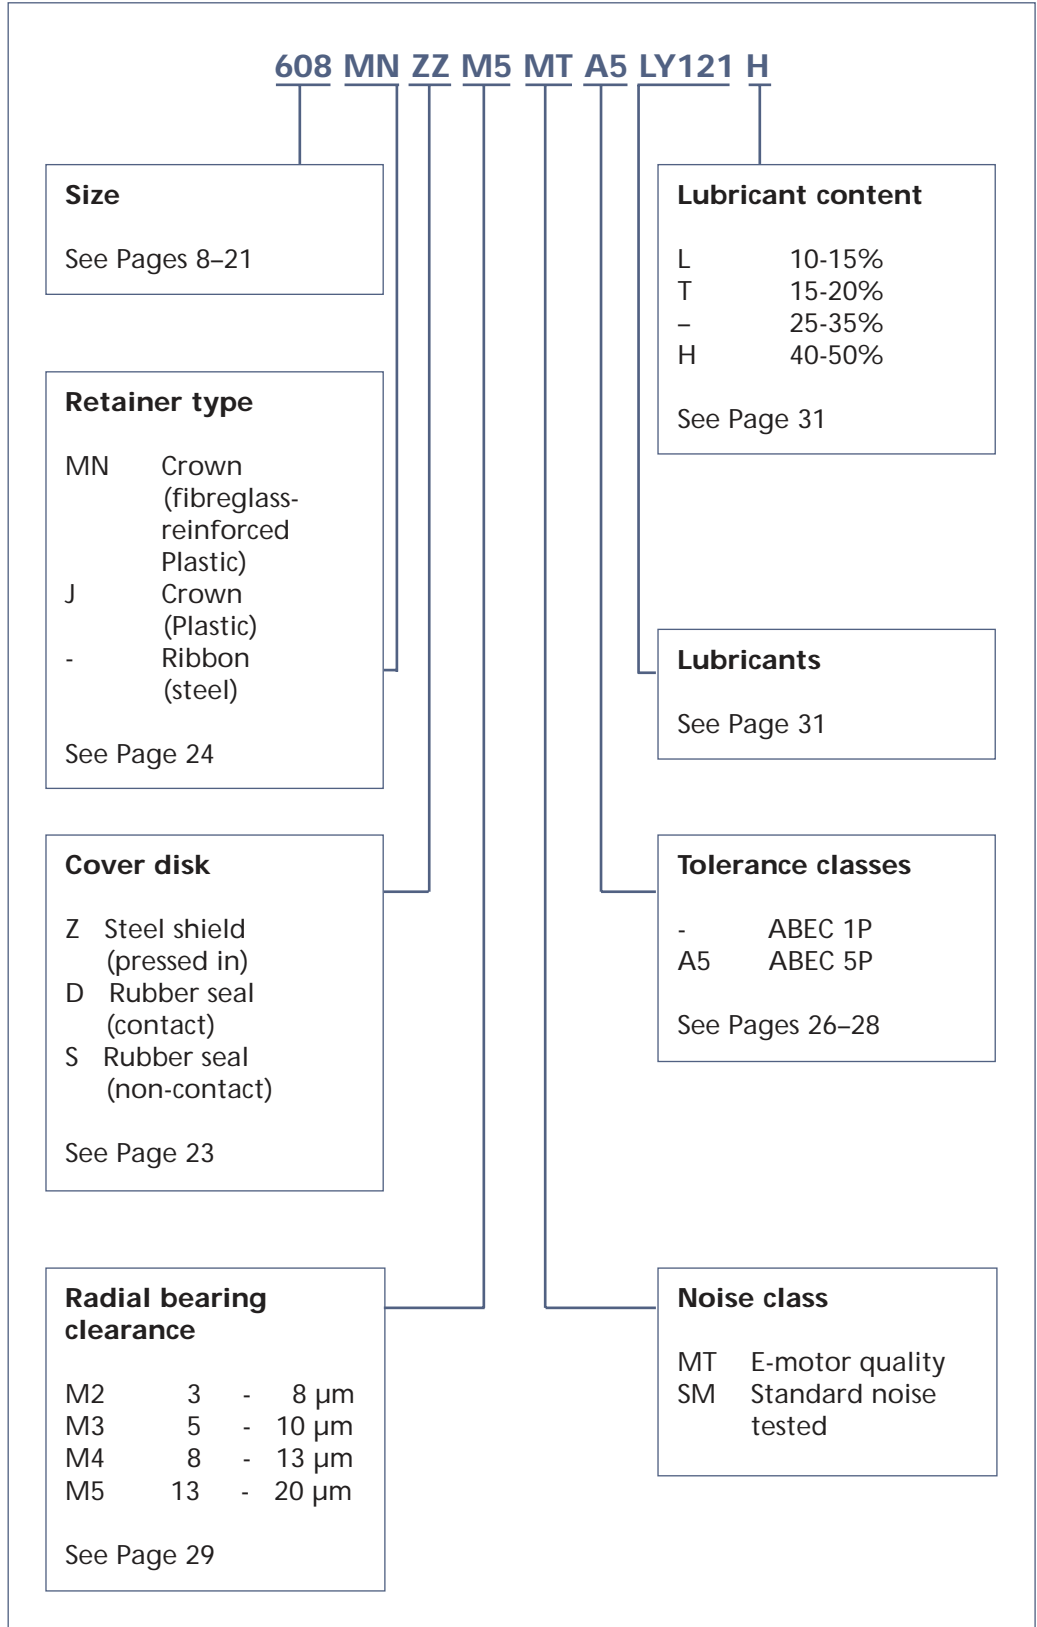 608 MN ZZ M5 MT A5 LY121 H
Size
See Pages 8–21
Retainer type
MN Crown
(fibreglass-
reinforced
Plastic)
J Crown
(Plastic)
- Ribbon
(steel)
See Page 24
Cover disk
Z Steel shield
(pressed in)
D Rubber seal
(contact)
S Rubber seal
(non-contact)
See Page 23
Radial bearing
clearance
M2 3 - 8 µm
M3 5 - 10 µm
M4 8 - 13 µm
M5 13 - 20 µm
See Page 29
Lubricant content
L 10-15%
T 15-20%
– 25-35%
H 40-50%
See Page 31
Lubricants
See Page 31
Tolerance classes
- ABEC 1P
A5 ABEC 5P
See Pages 26–28
Noise class
MT E-motor quality
SM Standard noise
tested